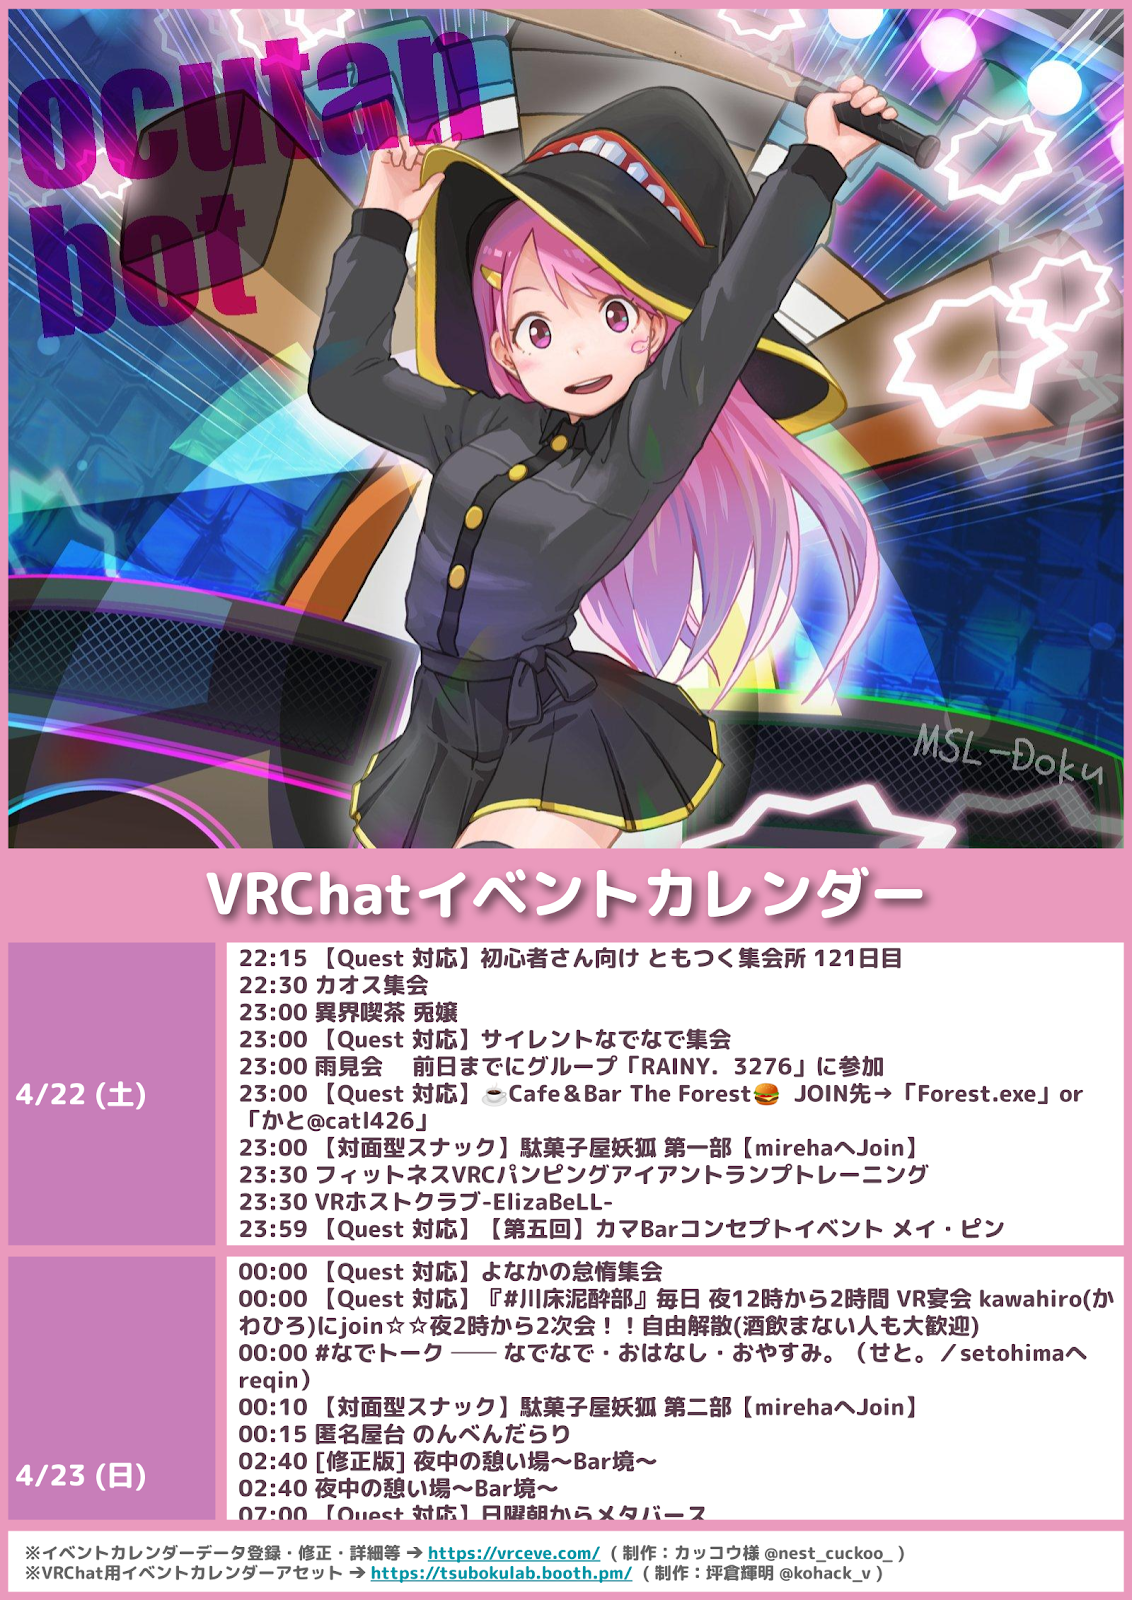 ocutan
bot
MSL-Doku
VRChatイベントカレンダー
4/22 (土)
22:15 【Quest 対応】初心者さん向け ともつく集会所 121日目
22:30 カオス集会
23:00 異界喫茶 兎嬢
23:00 【Quest 対応】サイレントなでなで集会
23:00 雨見会　前日までにグループ「RAINY．3276」に参加
23:00 【Quest 対応】☕Cafe＆Bar The Forest🍔 JOIN先→「Forest.exe」or
「かと@catl426」
23:00 【対面型スナック】駄菓子屋妖狐 第一部【mirehaへJoin】
23:30 フィットネスVRCパンピングアイアントランプトレーニング
23:30 VRホストクラブ-ElizaBeLL-
23:59 【Quest 対応】【第五回】カマBarコンセプトイベント メイ・ピン
4/23 (日)
00:00 【Quest 対応】よなかの怠惰集会
00:00 【Quest 対応】『#川床泥酔部』毎日 夜12時から2時間 VR宴会 kawahiro(か
わひろ)にjoin☆☆夜2時から2次会！！自由解散(酒飲まない人も大歓迎)
00:00 #なでトーク ── なでなで・おはなし・おやすみ。（せと。／setohimaへ
reqin）
00:10 【対面型スナック】駄菓子屋妖狐 第二部【mirehaへJoin】
00:15 匿名屋台 のんべんだらり
02:40 [修正版] 夜中の憩い場～Bar境～
02:40 夜中の憩い場～Bar境～
07:00 【Quest 対応】日曜朝からメタバース
※イベントカレンダーデータ登録・修正・詳細等 ➔ https://vrceve.com/ ( 制作：カッコウ様 @nest_cuckoo_ )
※VRChat用イベントカレンダーアセット ➔ https://tsubokulab.booth.pm/ ( 制作：坪倉輝明 @kohack_v )